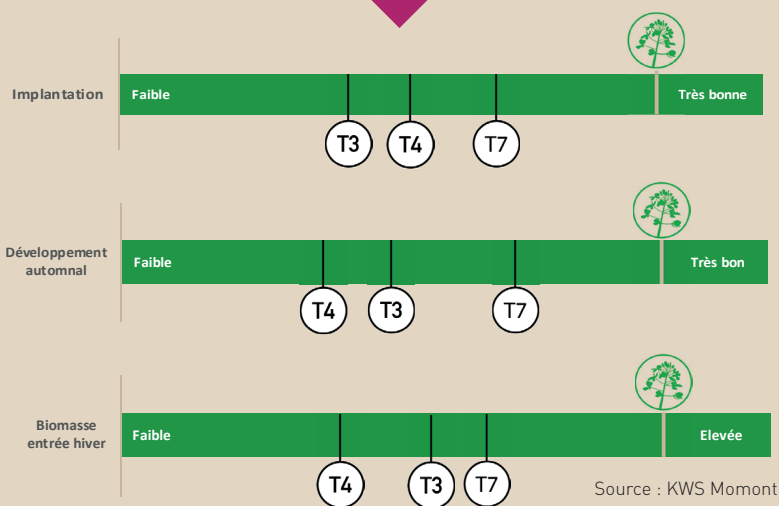 Implantation
Faible
Très bonne
T3
T4
T7
Développement
automnal
Faible
Très bon
T4
T3
T7
Biomasse
entrée hiver
Faible
Elevée
T4
T3
T7
Source : KWS Momont